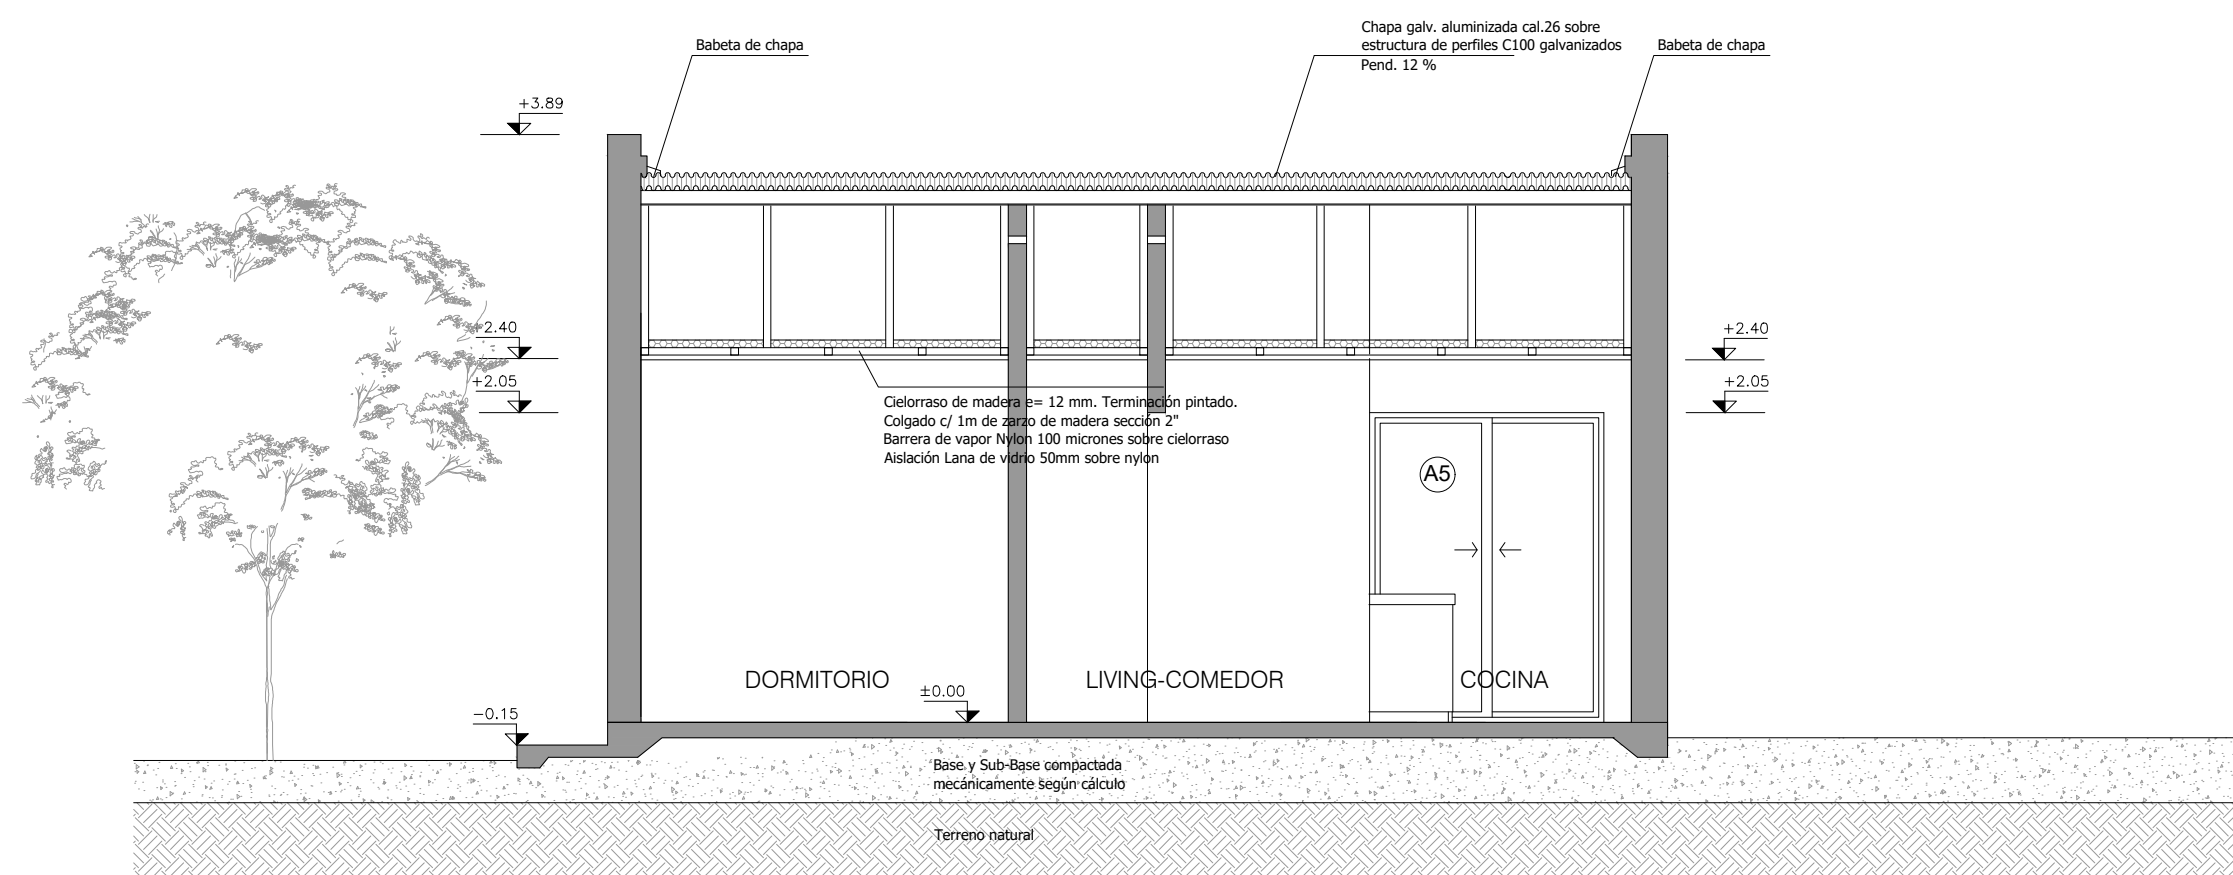 Chapa galv. aluminizada cal.26 sobre
estructura de perfiles C100 galvanizados
Pend. 12 %
Babeta de chapa
Babeta de chapa
+3.89
+2.40
+2.40
+2.05
+2.05
Cielorraso de madera e= 12 mm. Terminación pintado.
Colgado c/ 1m de zarzo de madera sección 2"
Barrera de vapor Nylon 100 micrones sobre cielorraso
Aislación Lana de vidrio 50mm sobre nylon
A5
DORMITORIO
LIVING-COMEDOR
COCINA
±0.00
-0.15
Base y Sub-Base compactada
mecánicamente según cálculo
Terreno natural